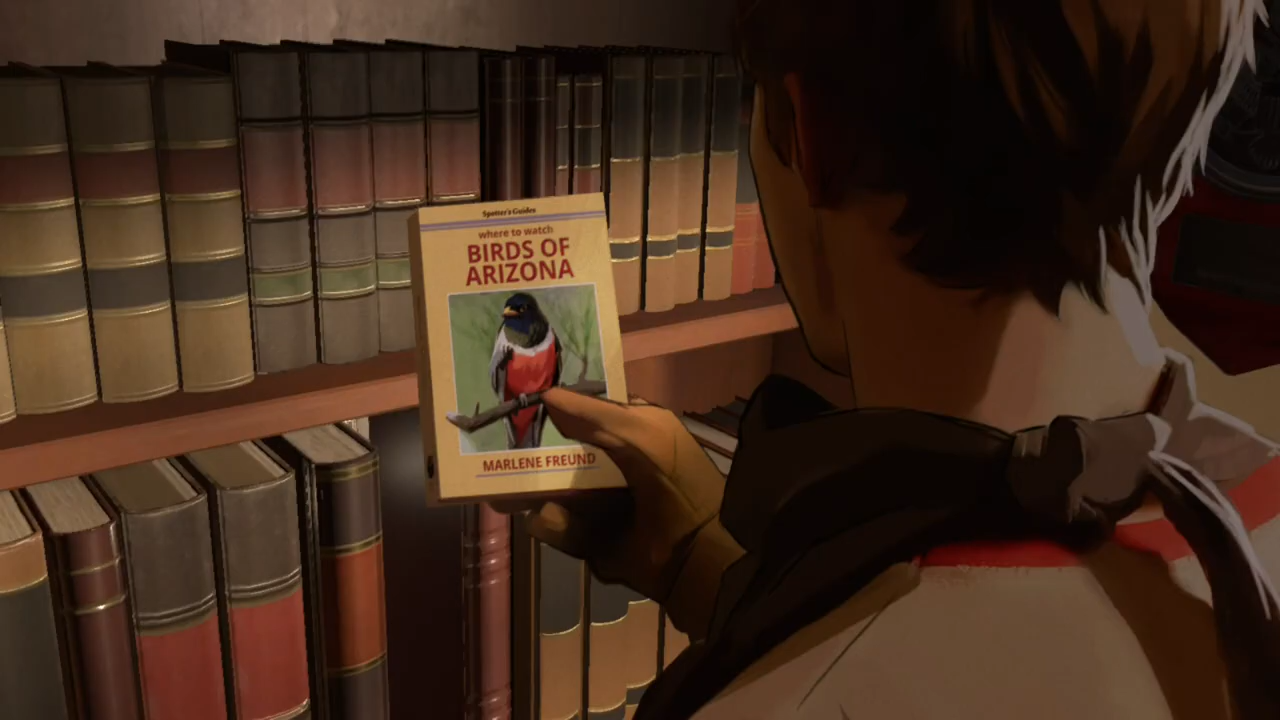 Spotter's Guides
where to watch
BIRDS OF
ARIZONA
MARLENE FREUND